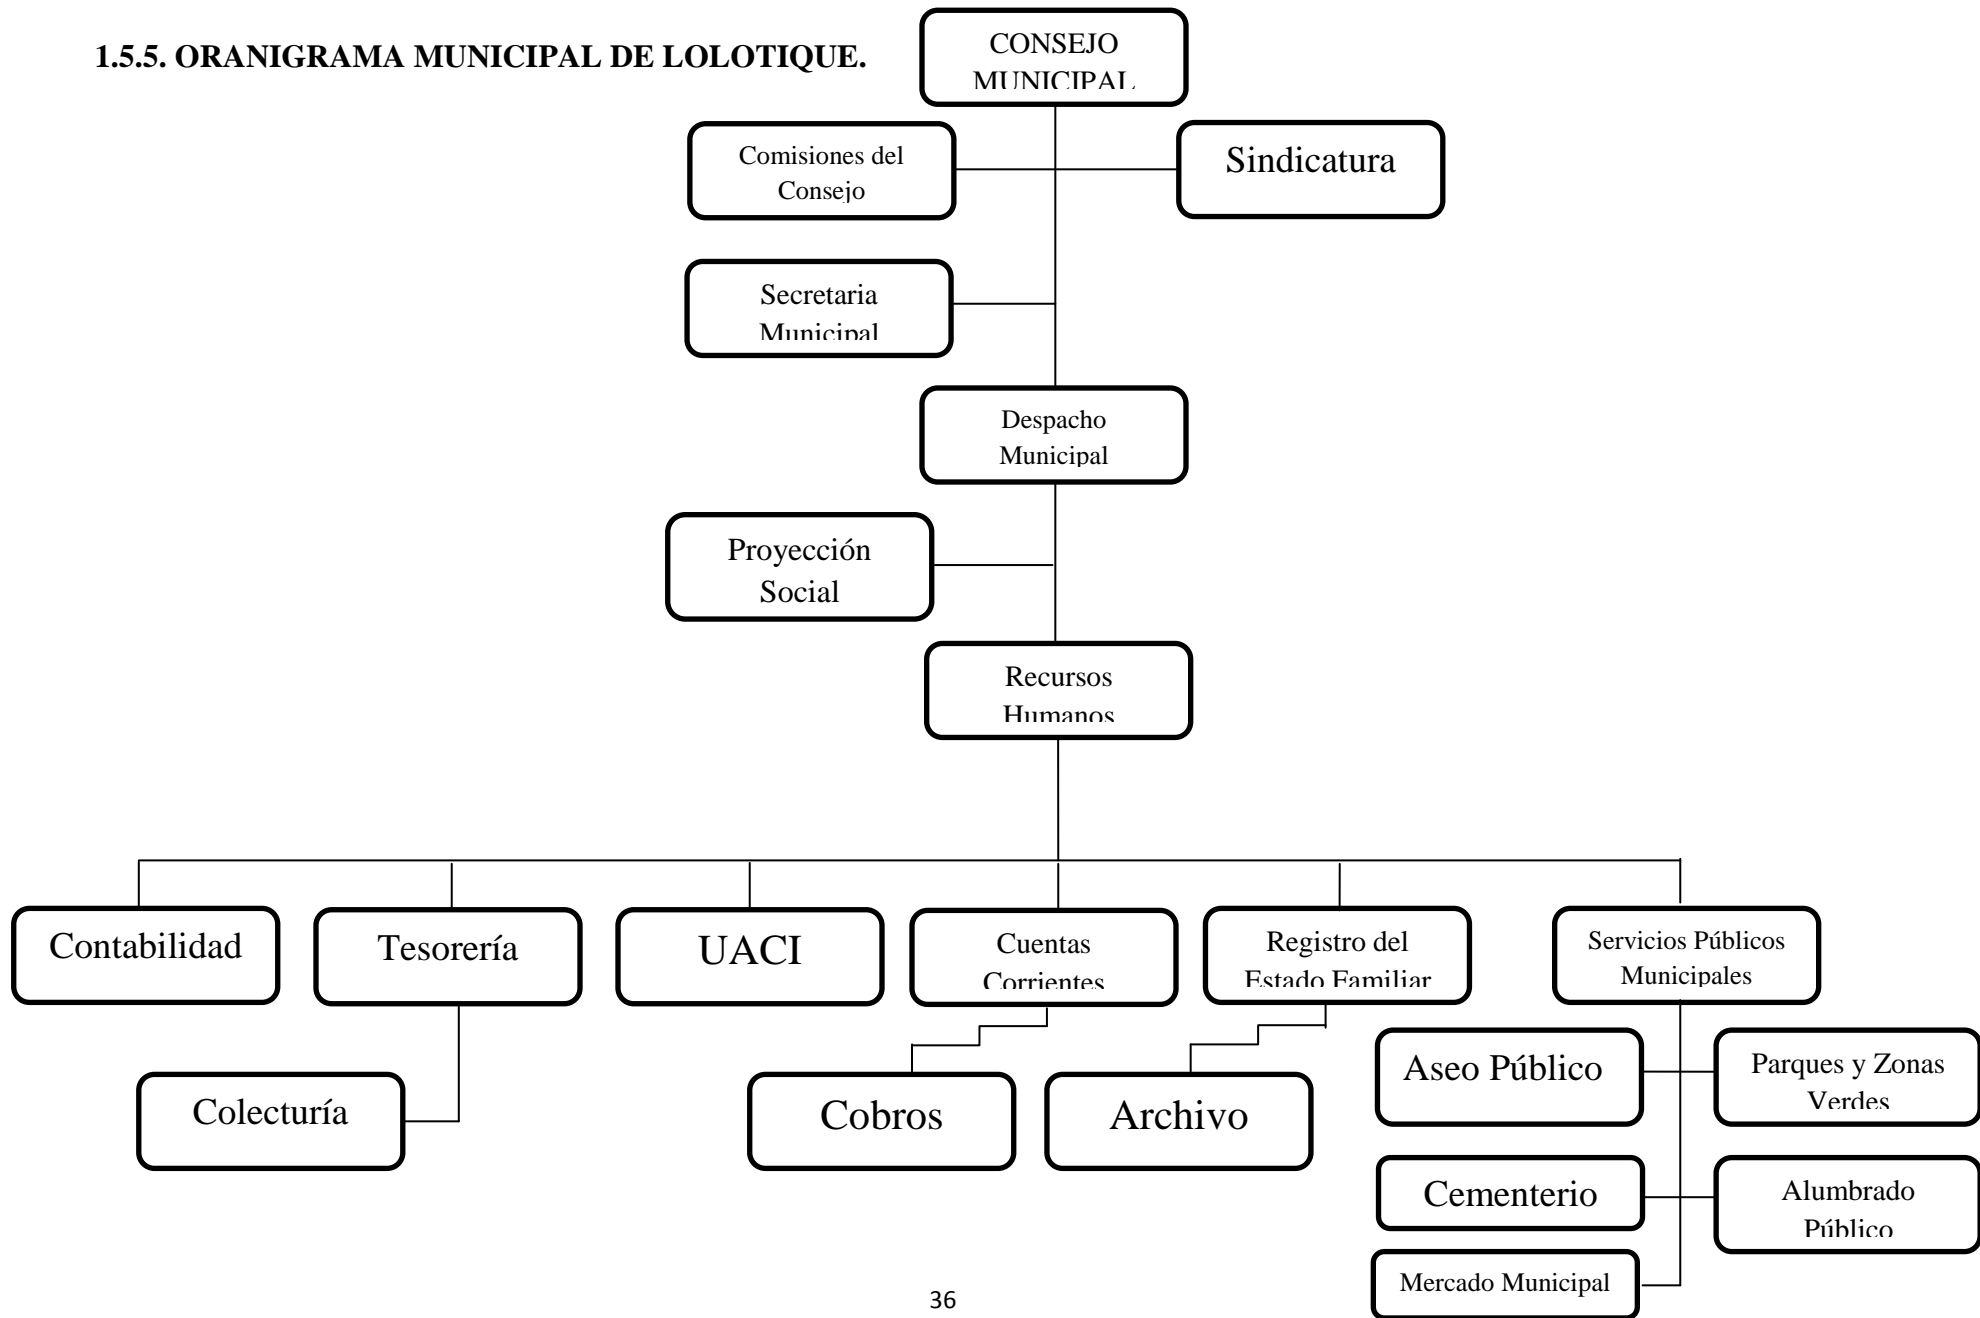 1.5.5. ORANIGRAMA MUNICIPAL DE LOLOTIQUE.
CONSEJO
MUNICIPAL
Comisiones del
Consejo
Sindicatura
Secretaria
Municipal
Despacho
Municipal
Proyección
Social
Recursos
Humanos
Contabilidad
Tesorería
UACI
Cuentas
Corrientes
Registro del
Estado Familiar
Servicios Públicos
Municipales
Colecturía
Cobros
Archivo
Aseo Público
Parques y Zonas
Verdes
Cementerio
Alumbrado
Público
Mercado Municipal
36